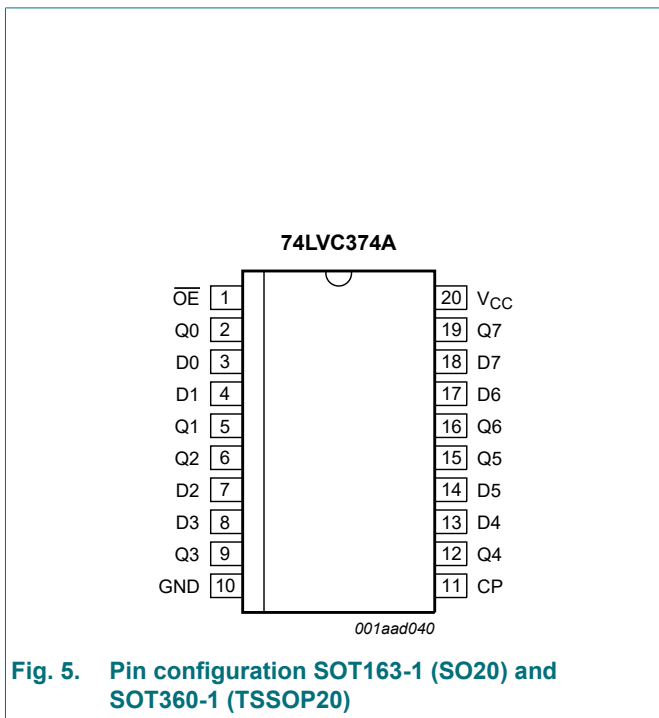 74LVC374A
OE 1
Q0 2
D0 3
D1 4
Q1 5
Q2 6
D2 7
D3 8
Q3 9
GND 10
20 VCC
19 Q7
18 D7
17 D6
16 Q6
15 Q5
14 D5
13 D4
12 Q4
11 CP
001aad040
Fig. 5. Pin configuration SOT163-1 (SO20) and
SOT360-1 (TSSOP20)